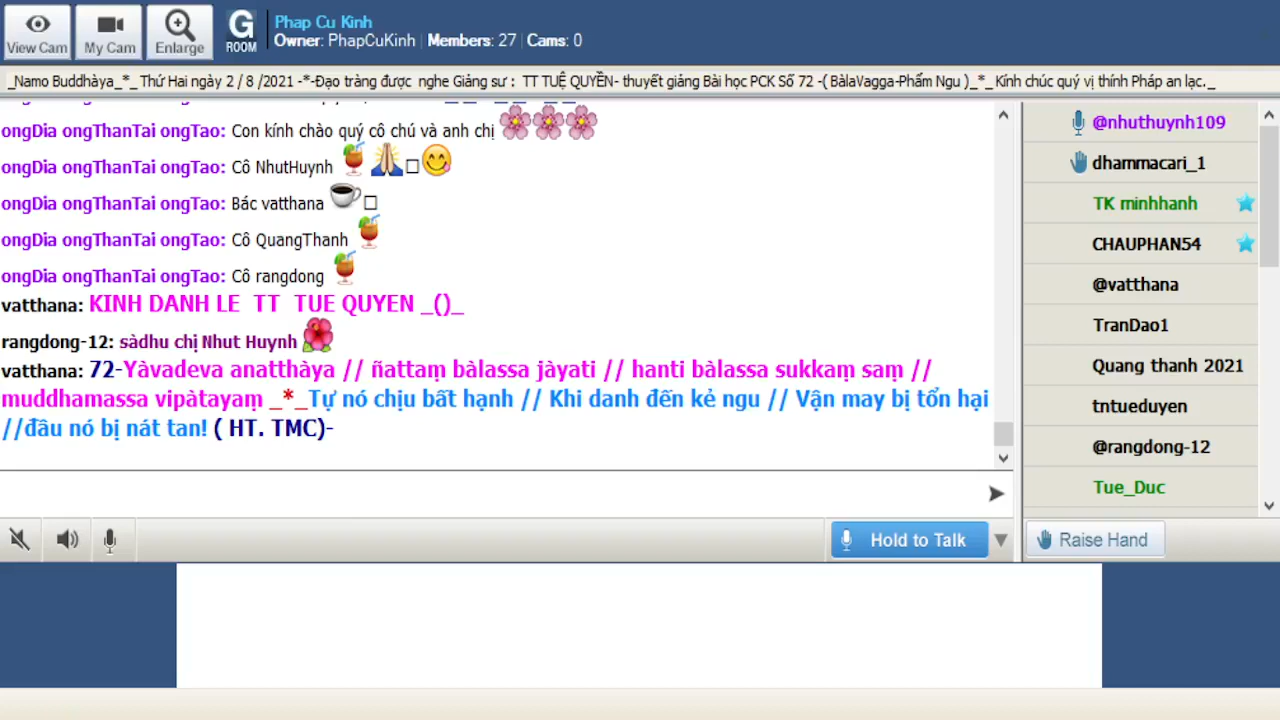 View Cam
My Cam
Enlarge
G
ROOM
Phap Cu Kinh
Owner: PhapCuKinh | Members: 27 | Cams: 0
_Namo Buddhàya_*_ Thứ Hai ngày 2 / 8 /2021 -*-Đạo tràng được nghe Giảng sư : TT TUỆ QUYỀN- thuyết giảng Bài học PCK Số 72 -( BàlaVagga-Phẩm Ngu )_*_ Kính chúc quý vị thính Pháp an lạc._
ongDia ongThanTai ongTao: Con kính chào quý cô chú và anh chị
ongDia ongThanTai ongTao: Cô NhutHuynh
ongDia ongThanTai ongTao: Bác vatthana
ongDia ongThanTai ongTao: Cô QuangThanh
ongDia ongThanTai ongTao: Cô rangdong
vatthana: KINH DANH LE TT TUE QUYEN _()_
rangdong-12: sàdhu chị Nhut Huynh
vatthana: 72-Yàvadeva anatthàya // ñattaṃ bàlassa jàyati // hanti bàlassa sukkaṃ saṃ //
muddhamassa vipàtayaṃ _*_Tự nó chịu bất hạnh // Khi danh đến kẻ ngu // Vận may bị tổn hại
//đầu nó bị nát tan! ( HT. TMC)-
@nhuthuynh109
dhammacari_1
TK minhhanh
CHAUPHAN54
@vatthana
TranDao1
Quang thanh 2021
tntueduyen
@rangdong-12
Tue_Duc
Hold to Talk
Raise Hand